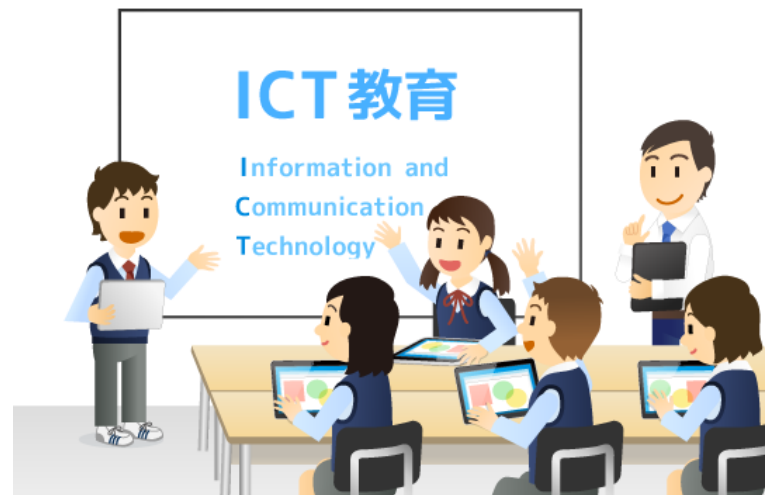 ICT教育
Information and
Communication
Technology